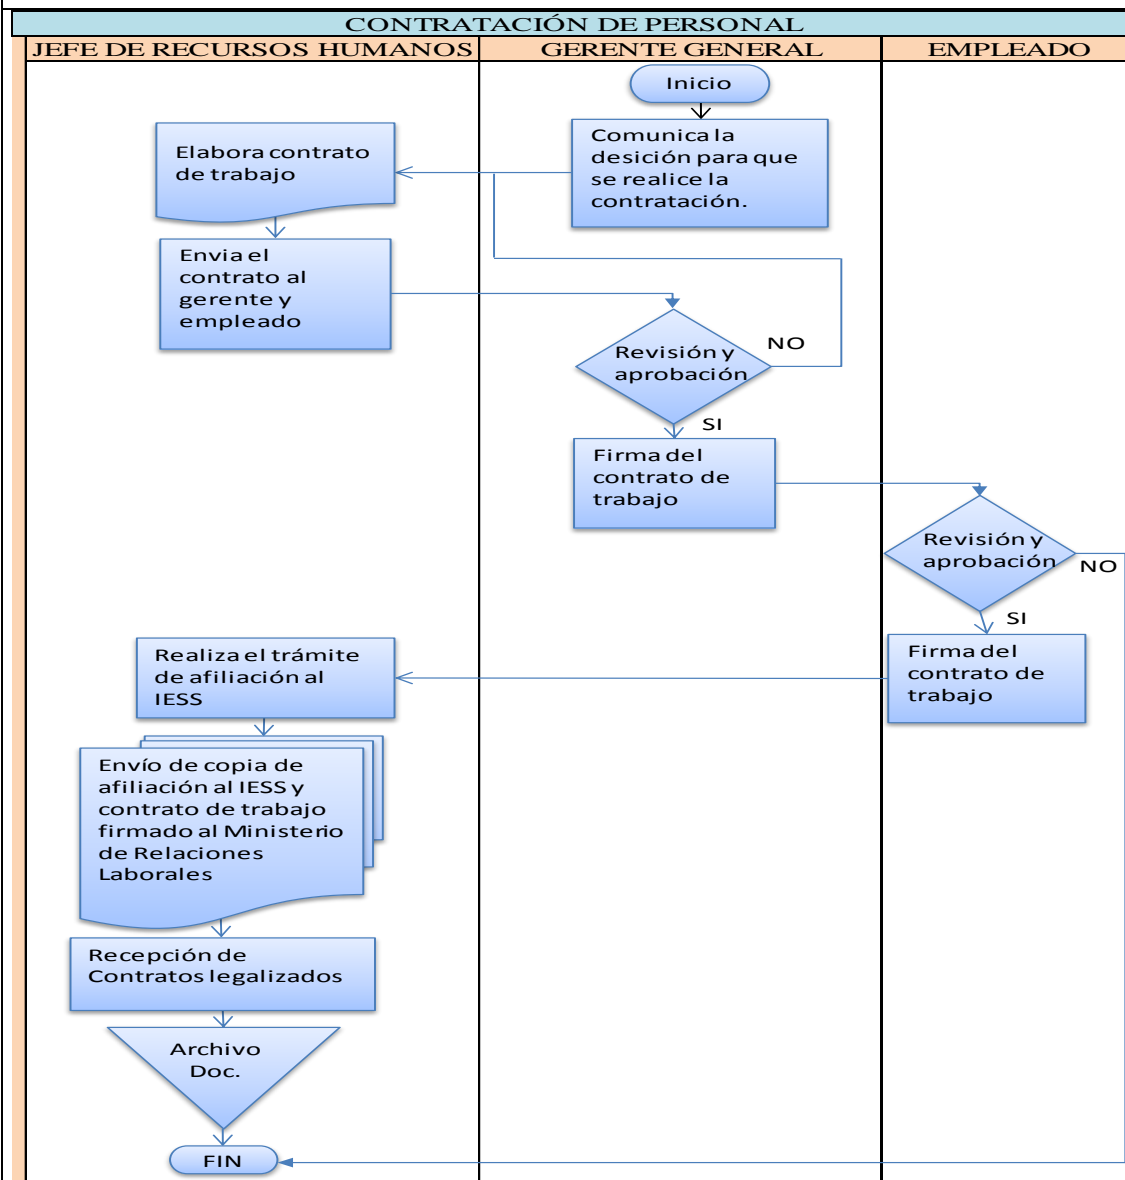 CONTRATACIÓN DE PERSONAL
JEFE DE RECURSOS HUMANOS
GERENTE GENERAL
EMPLEADO
Inicio
Comunica la
desición para que
se realice la
contratación.
Elabora contrato
de trabajo
Envia el
contrato al
gerente y
empleado
Revisión y
aprobación
NO
SI
Firma del
contrato de
trabajo
Revisión y
aprobación
NO
SI
Firma del
contrato de
trabajo
Realiza el trámite
de afiliación al
IESS
Envío de copia de
afiliación al IESS y
contrato de trabajo
firmado al Ministerio
de Relaciones
Laborales
Recepción de
Contratos legalizados
Archivo
Doc.
FIN